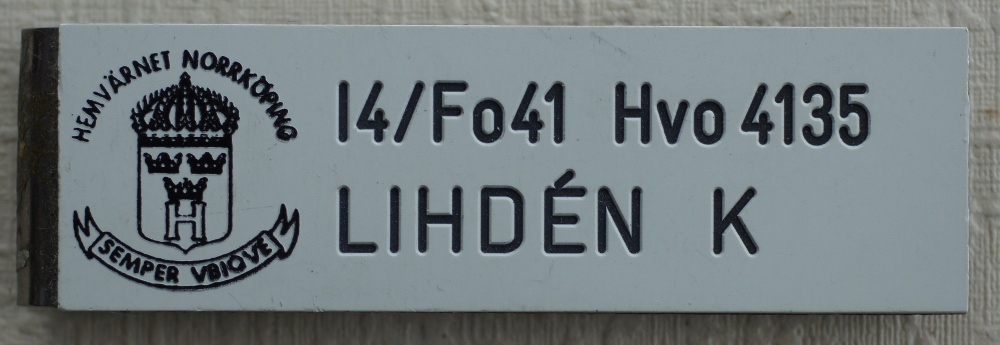 HEMVÄRNET NORRKÖPING
H
SEMPER VBIQVE
I4/Fo41 Hvo 4135
LIHDÉN K